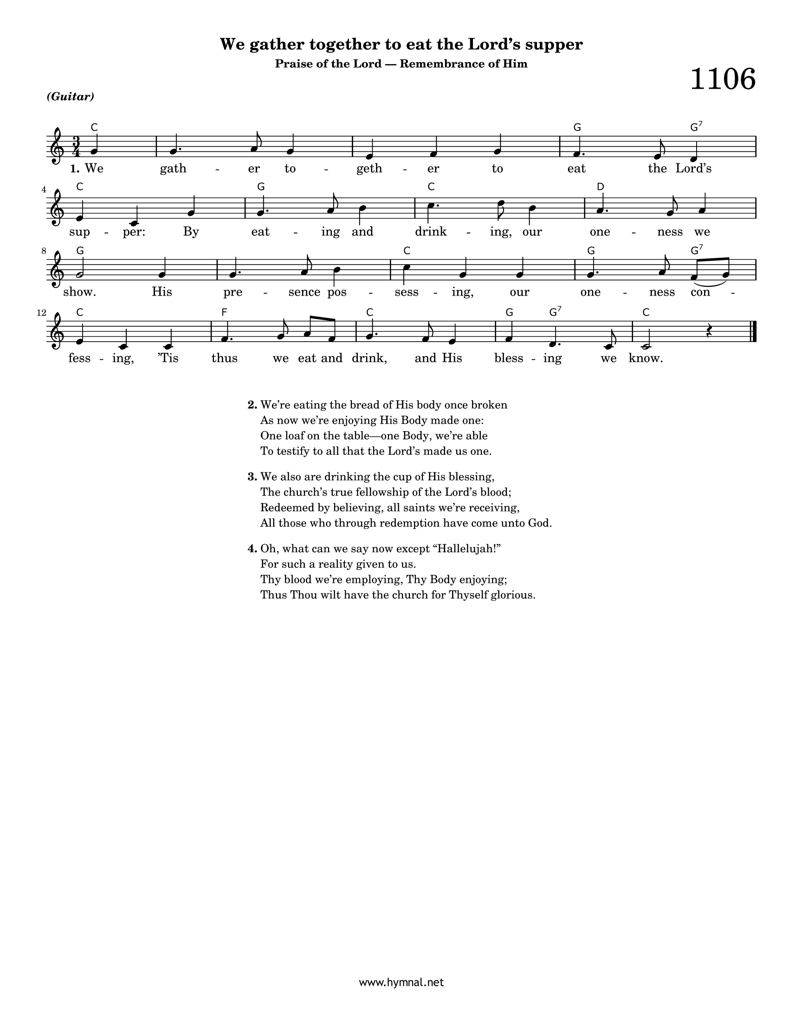 We gather together to eat the Lord’s supper
Praise of the Lord — Remembrance of Him
1106
(Guitar)
C G G7
3 4
1. We gath - er to - geth - er to eat the Lord’s
4 C G C D
sup - per: By eat - ing and drink - ing, our one - ness we
8 G C G G7
show. His pre - sence pos - sess - ing, our one - ness con -
12 C F C G G7 C
fess - ing, ’Tis thus we eat and drink, and His bless - ing we know.
2. We’re eating the bread of His body once broken
As now we’re enjoying His Body made one:
One loaf on the table—one Body, we’re able
To testify to all that the Lord’s made us one.
3. We also are drinking the cup of His blessing,
The church’s true fellowship of the Lord’s blood;
Redeemed by believing, all saints we’re receiving,
All those who through redemption have come unto God.
4. Oh, what can we say now except “Hallelujah!”
For such a reality given to us.
Thy blood we’re employing, Thy Body enjoying;
Thus Thou wilt have the church for Thyself glorious.
www.hymnal.net